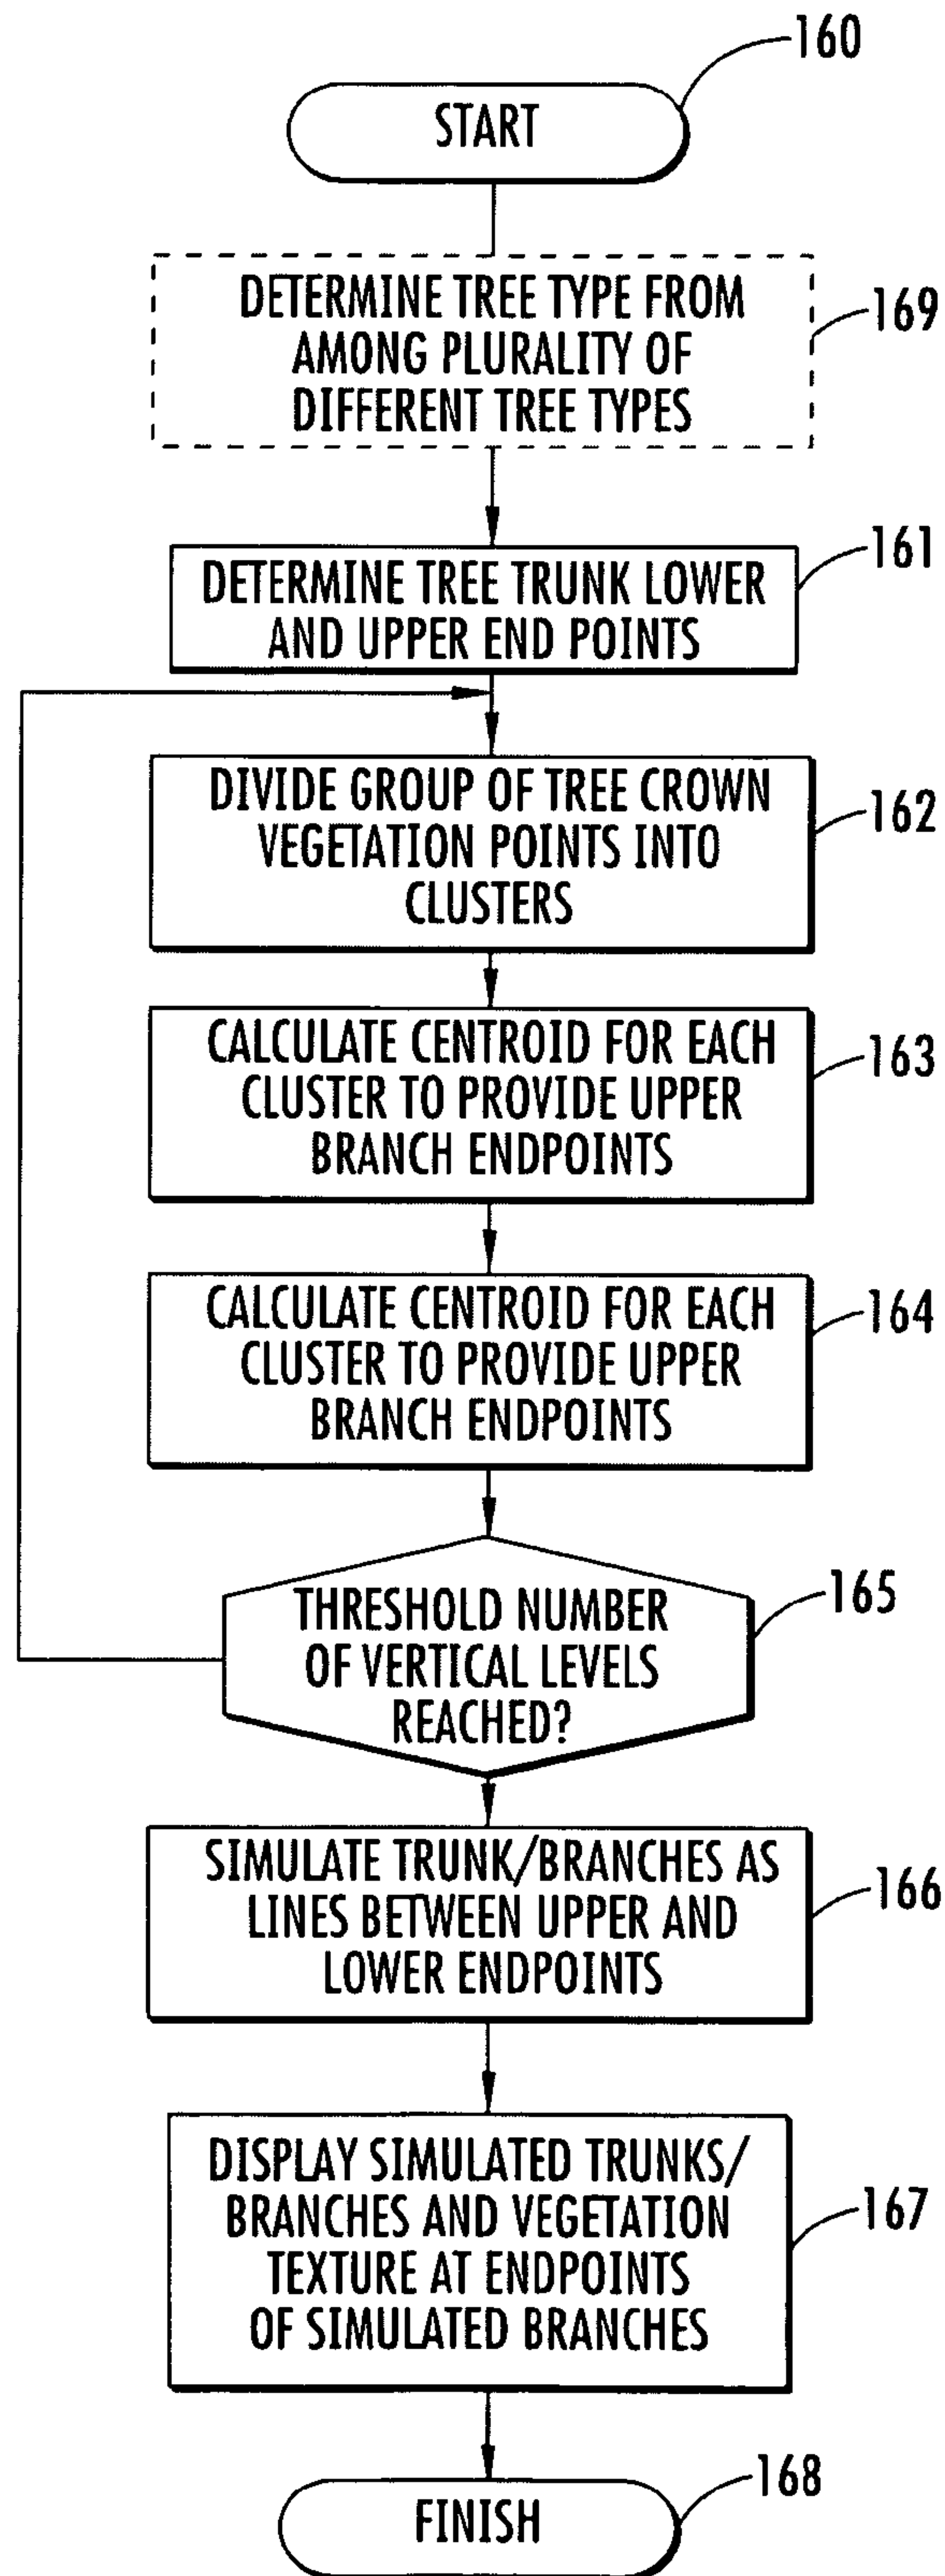 160
START
DETERMINE TREE TYPE FROM
AMONG PLURALITY OF
DIFFERENT TREE TYPES
169
DETERMINE TREE TRUNK LOWER
AND UPPER END POINTS
161
DIVIDE GROUP OF TREE CROWN
VEGETATION POINTS INTO
CLUSTERS
162
CALCULATE CENTROID FOR EACH
CLUSTER TO PROVIDE UPPER
BRANCH ENDPOINTS
163
CALCULATE CENTROID FOR EACH
CLUSTER TO PROVIDE UPPER
BRANCH ENDPOINTS
164
THRESHOLD NUMBER
OF VERTICAL LEVELS
REACHED?
165
SIMULATE TRUNK/BRANCHES AS
LINES BETWEEN UPPER AND
LOWER ENDPOINTS
166
DISPLAY SIMULATED TRUNKS/
BRANCHES AND VEGETATION
TEXTURE AT ENDPOINTS
OF SIMULATED BRANCHES
167
FINISH
168